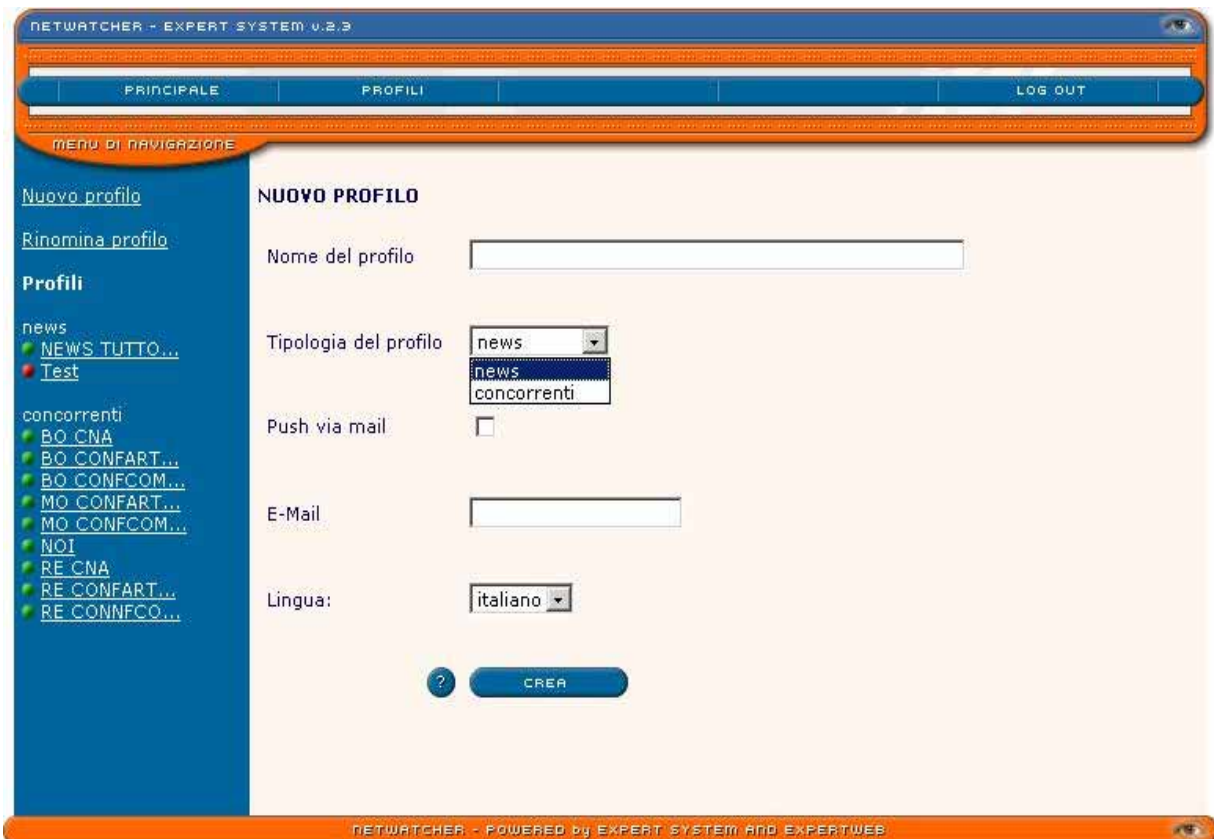 NETWATCHER - EXPERT SYSTEM v.2.3
PRINCIPALE PROFILI LOG OUT
MENU DI NAVIGAZIONE
Nuovo profilo
Rinomina profilo
Profili
news
NEWS TUTTO...
Test
concorrenti
BO CNA
BO CONFART...
BO CONFCOM...
MO CONFART...
MO CONFCOM...
NOI
RE CNA
RE CONFART...
RE CONNFCO...
NUOVO PROFILO
Nome del profilo
Tipologia del profilo news
news
concorrenti
Push via mail
E-Mail
Lingua: italiano
? CREA
NETWATCHER - POWERED by EXPERT SYSTEM AND EXPERTWEB